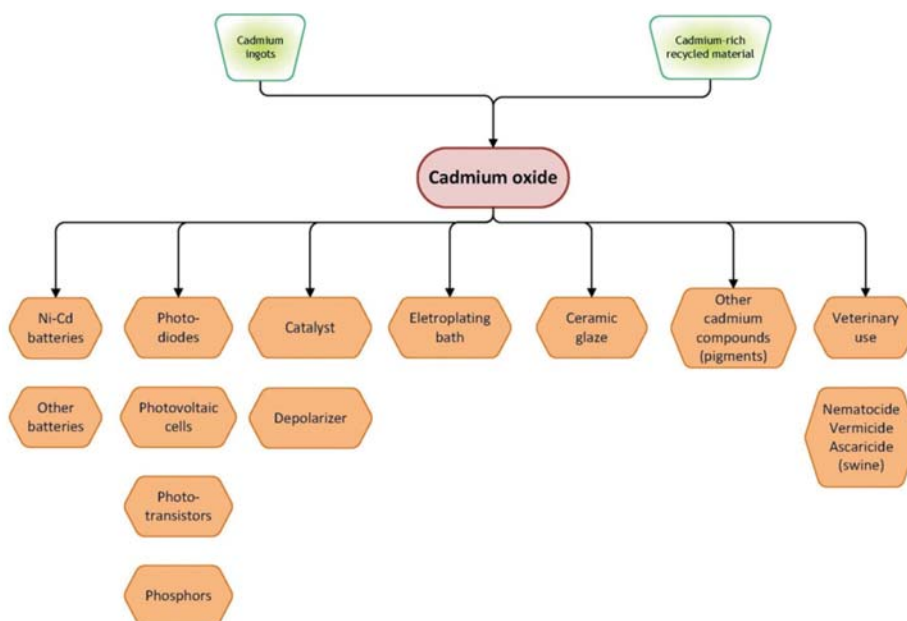 Cadmium
ingots
Cadmium-rich
recycled material
Cadmium oxide
Ni-Cd
batteries
Photo-
diodes
Catalyst
Eletroplating
bath
Ceramic
glaze
Other
cadmium
compounds
(pigments)
Veterinary
use
Other
batteries
Photovoltaic
cells
Depolarizer
Nematocide
Vermicide
Ascaricide
(swine)
Photo-
transistors
Phosphors